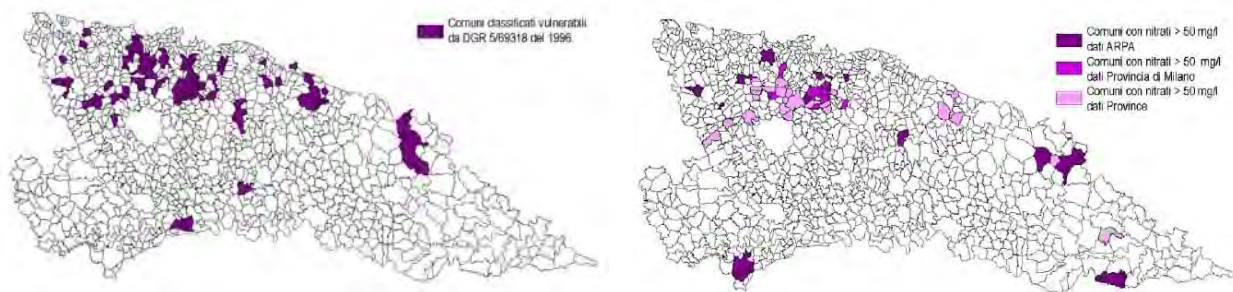 Comuni classificati vulnerabili
da DGR 5/69318 del 1996.
Comuni con nitrati > 50 mg/l
dati ARPA
Comuni con nitrati > 50 mg/l
dati Provincia di Milano
Comuni con nitrati > 50 mg/l
dati Province